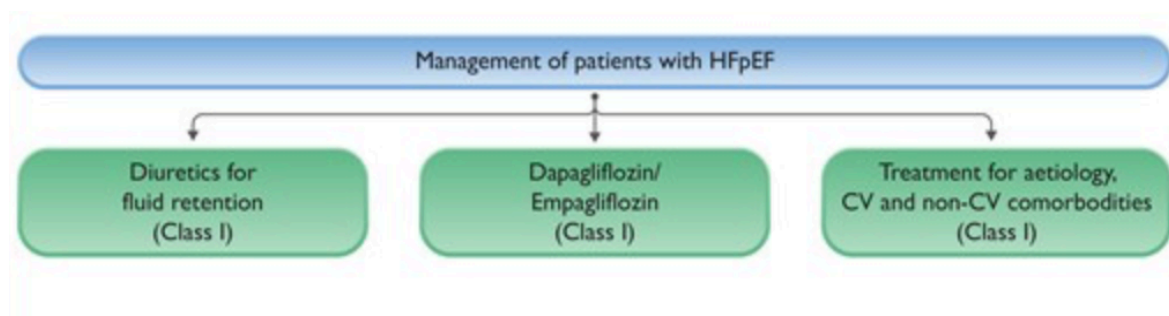 Management of patients with HFpEF
Diuretics for
fluid retention
(Class I)
Dapagliflozin/
Empagliflozin
(Class I)
Treatment for aetiology,
CV and non-CV comorbodities
(Class I)